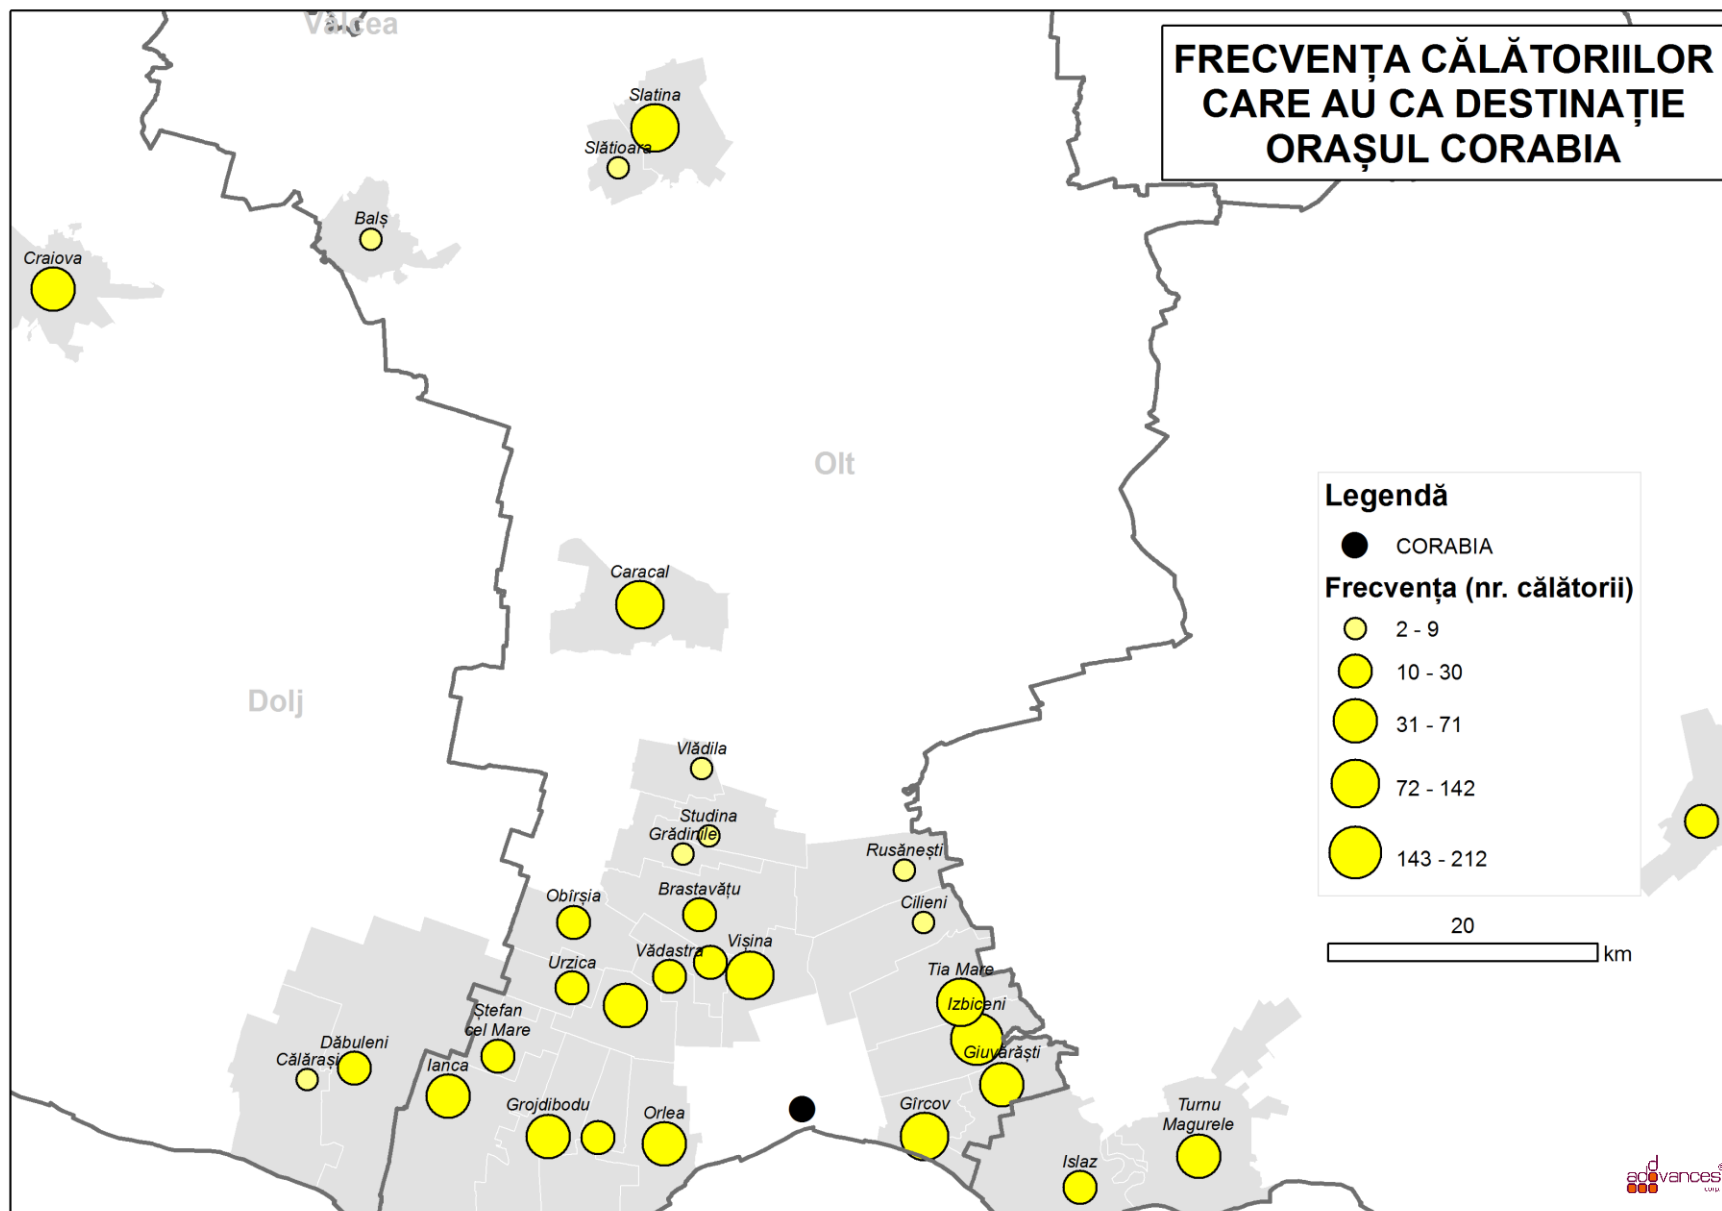 Vâlcea
FRECVENȚA CĂLĂTORIILOR
CARE AU CA DESTINAȚIE
ORAȘUL CORABIA
Slatina
Slătioara
Balș
Craiova
Olt
Legendă
CORABIA
Frecvența (nr. călătorii)
2 - 9
10 - 30
31 - 71
72 - 142
143 - 212
20
km
Caracal
Dolj
Vlădila
Studina
Grădinile
Rusănești
Brastavățu
Obîrșia
Cilieni
Vișina
Vădastra
Urzica
Tia Mare
Izbiceni
Ștefan
cel Mare
Dăbuleni
Călărași
Ianca
Giuvărăști
Grojdibodu
Orlea
Gîrcov
Turnu
Magurele
Islaz
addvances®
corp.